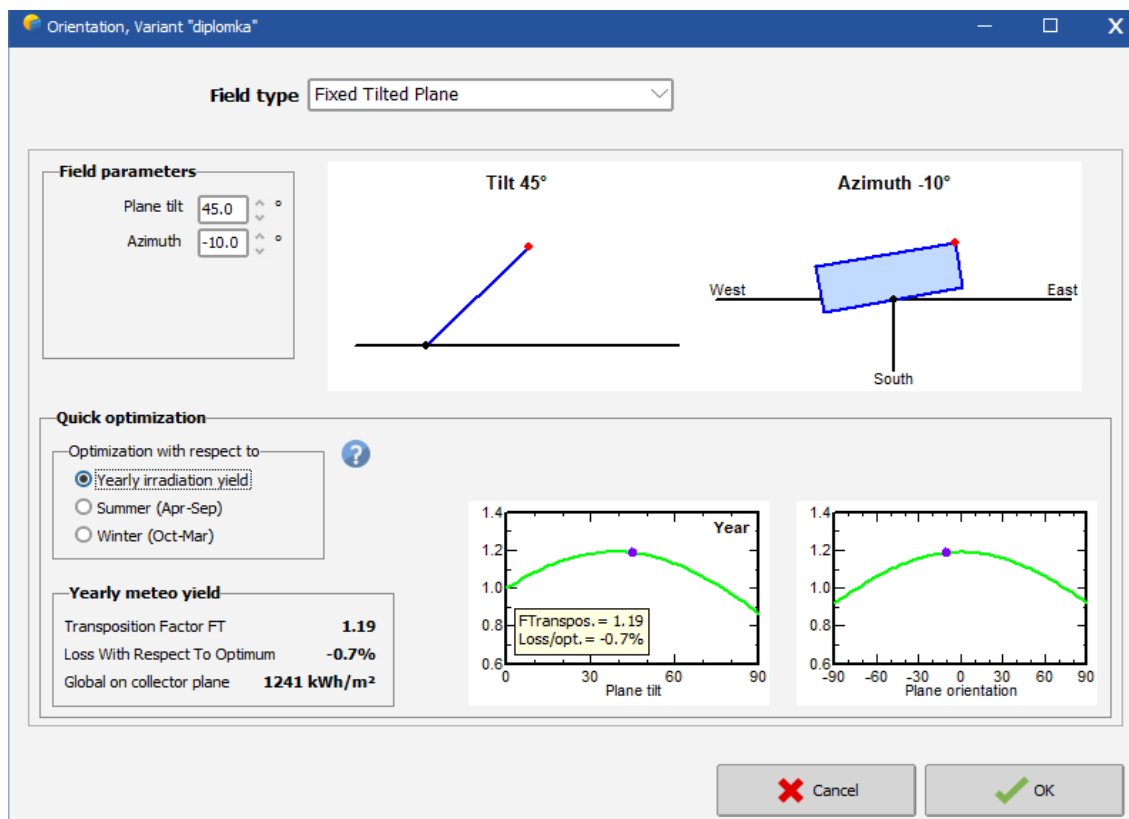 Orientation, Variant "diplomka"
Field type Fixed Tilted Plane
Field parameters
Plane tilt 45.0 °
Azimuth -10.0 °
Tilt 45°
Azimuth -10°
West East
South
Quick optimization
Optimization with respect to
Yearly irradiation yield
Summer (Apr-Sep)
Winter (Oct-Mar)
?
Yearly meteo yield
Transposition Factor FT 1.19
Loss With Respect To Optimum -0.7%
Global on collector plane 1241 kWh/m²
Year
1.4
1.2
1.0
0.8
0.6
FTranspos.= 1.19
Loss/opt.= -0.7%
0 30 60 90
Plane tilt
1.4
1.2
1.0
0.8
0.6
-90 -60 -30 0 30 60 90
Plane orientation
Cancel OK